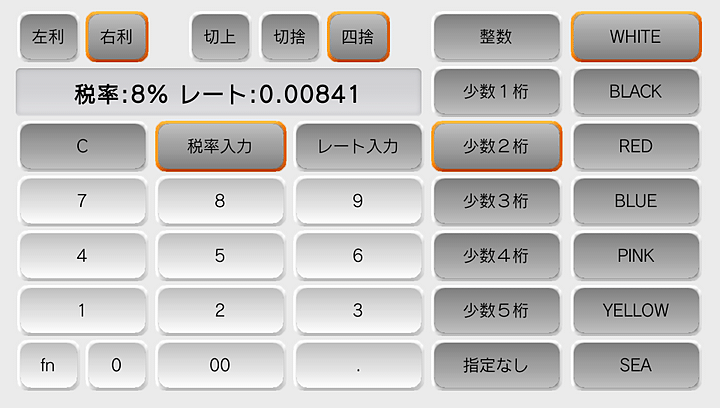 左利 右利 切上 切捨 四捨 整数 WHITE
税率:8% レート:0.00841 少数1桁 BLACK
C 税率入力 レート入力 少数2桁 RED
7 8 9 少数3桁 BLUE
4 5 6 少数4桁 PINK
1 2 3 少数5桁 YELLOW
fn 0 00 . 指定なし SEA